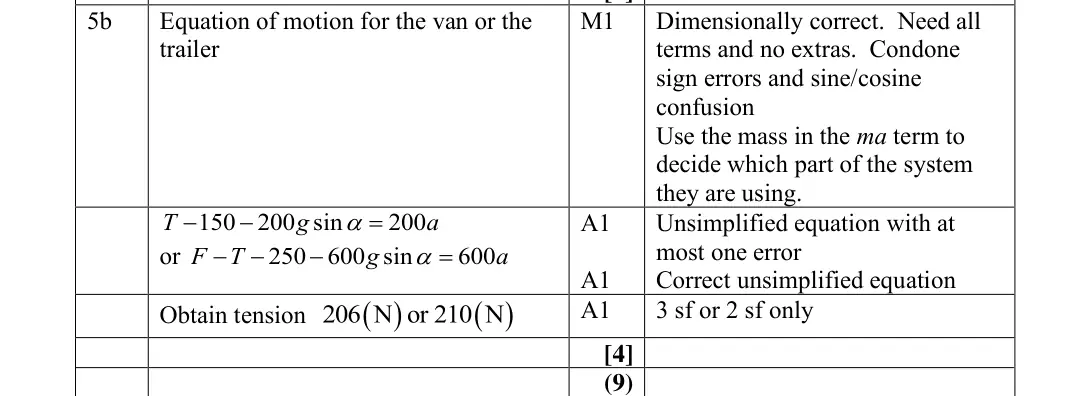 5b
Equation of motion for the van or the
trailer
M1
Dimensionally correct.  Need all
terms and no extras.  Condone
sign errors and sine/cosine
confusion
Use the mass in the ma term to
decide which part of the system
they are using.
T −150 − 200g sin α = 200a
or F − T − 250 − 600g sin α = 600a
A1
A1
Unsimplified equation with at
most one error
Correct unsimplified equation
Obtain tension 206(N) or 210(N)
A1
3 sf or 2 sf only
[4]
(9)